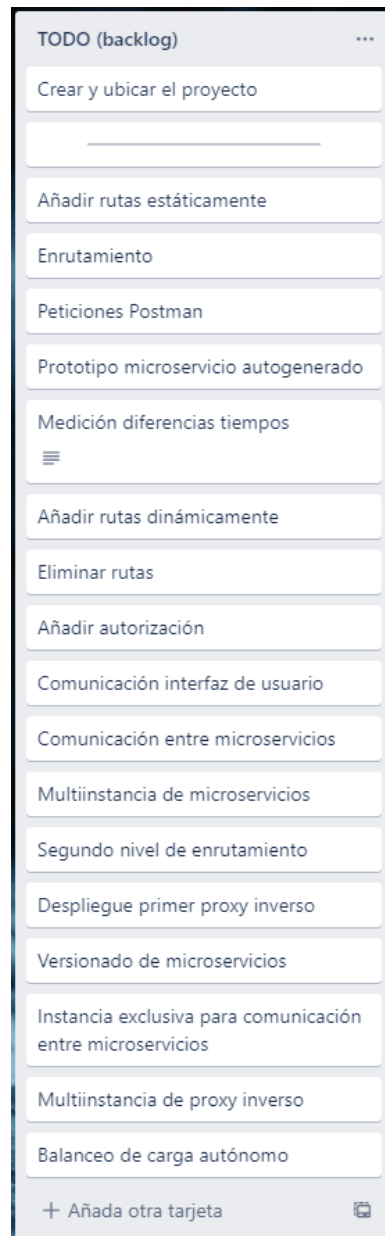 TODO (backlog)
Crear y ubicar el proyecto
Añadir rutas estáticamente
Enrutamiento
Peticiones Postman
Prototipo microservicio autogenerado
Medición diferencias tiempos
Añadir rutas dinámicamente
Eliminar rutas
Añadir autorización
Comunicación interfaz de usuario
Comunicación entre microservicios
Multiinstancia de microservicios
Segundo nivel de enrutamiento
Despliegue primer proxy inverso
Versionado de microservicios
Instancia exclusiva para comunicación
entre microservicios
Multiinstancia de proxy inverso
Balanceo de carga autónomo
+ Añada otra tarjeta